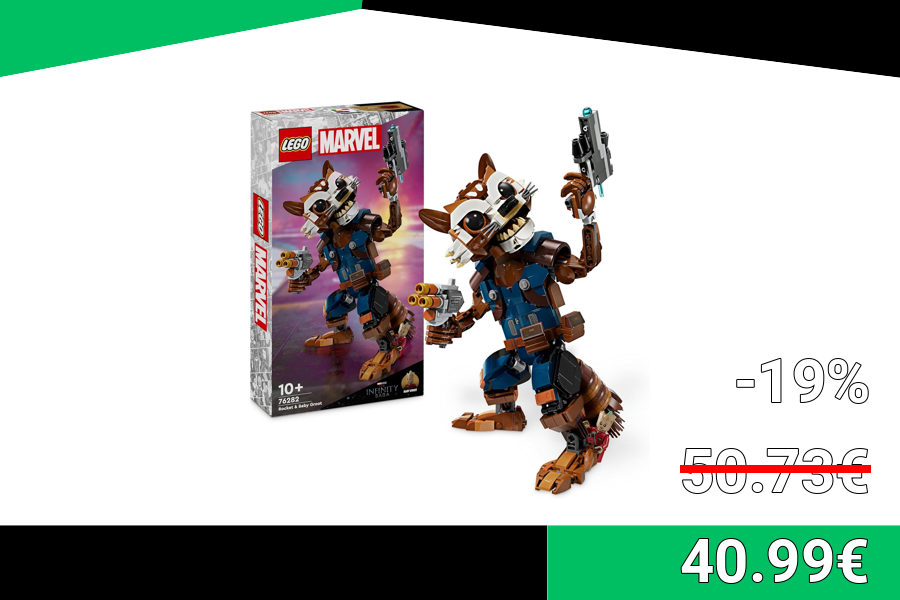 LEGO
MARVEL
LEGO
MARVEL
10+
76282
Rocket & Baby Groot
INFINITY
SAGA
-19%
50.73€
40.99€